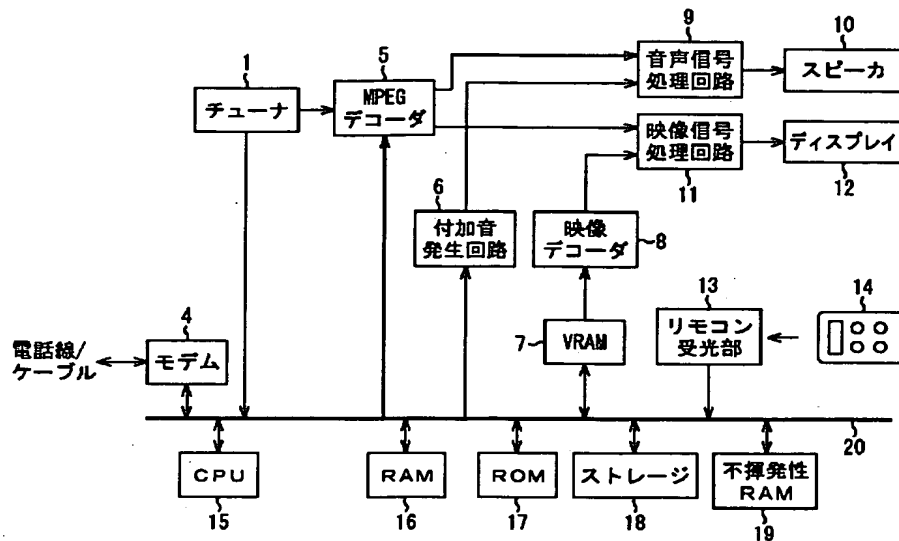 9
音声信号
処理回路
10
スピーカ
1
チューナ
5
MPEG
デコーダ
映像信号
処理回路
11
ディスプレイ
12
6
付加音
発生回路
映像
デコーダ
8
4
モデム
電話線/
ケーブル
7
VRAM
13
リモコン
受光部
14
20
CPU
15
RAM
16
ROM
17
ストレージ
18
不揮発性
RAM
19